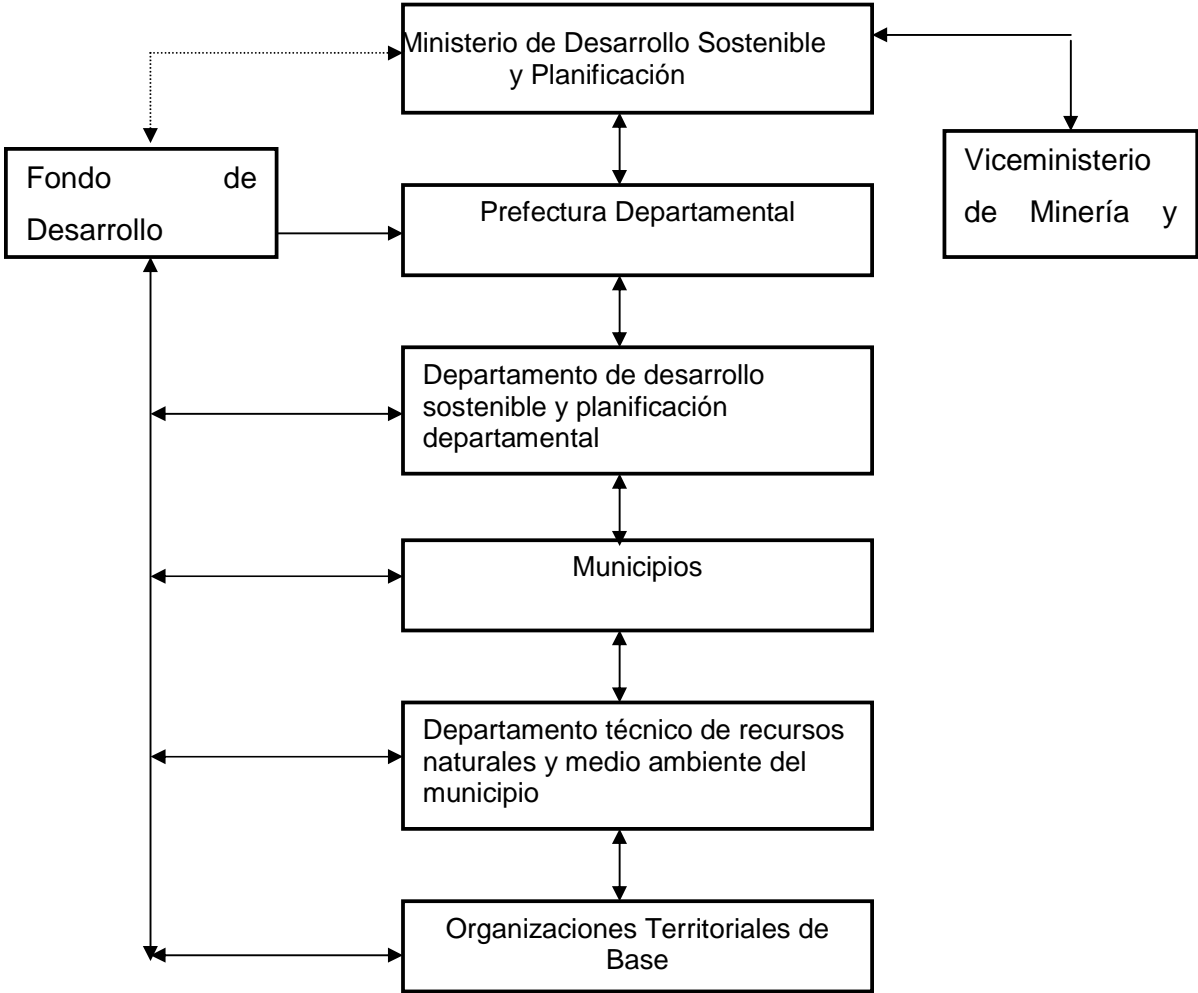 Ministerio de Desarrollo Sostenible
y Planificación
Fondo de
Desarrollo
Viceministerio
de Minería y
Prefectura Departamental
Departamento de desarrollo
sostenible y planificación
departamental
Municipios
Departamento técnico de recursos
naturales y medio ambiente del
municipio
Organizaciones Territoriales de
Base